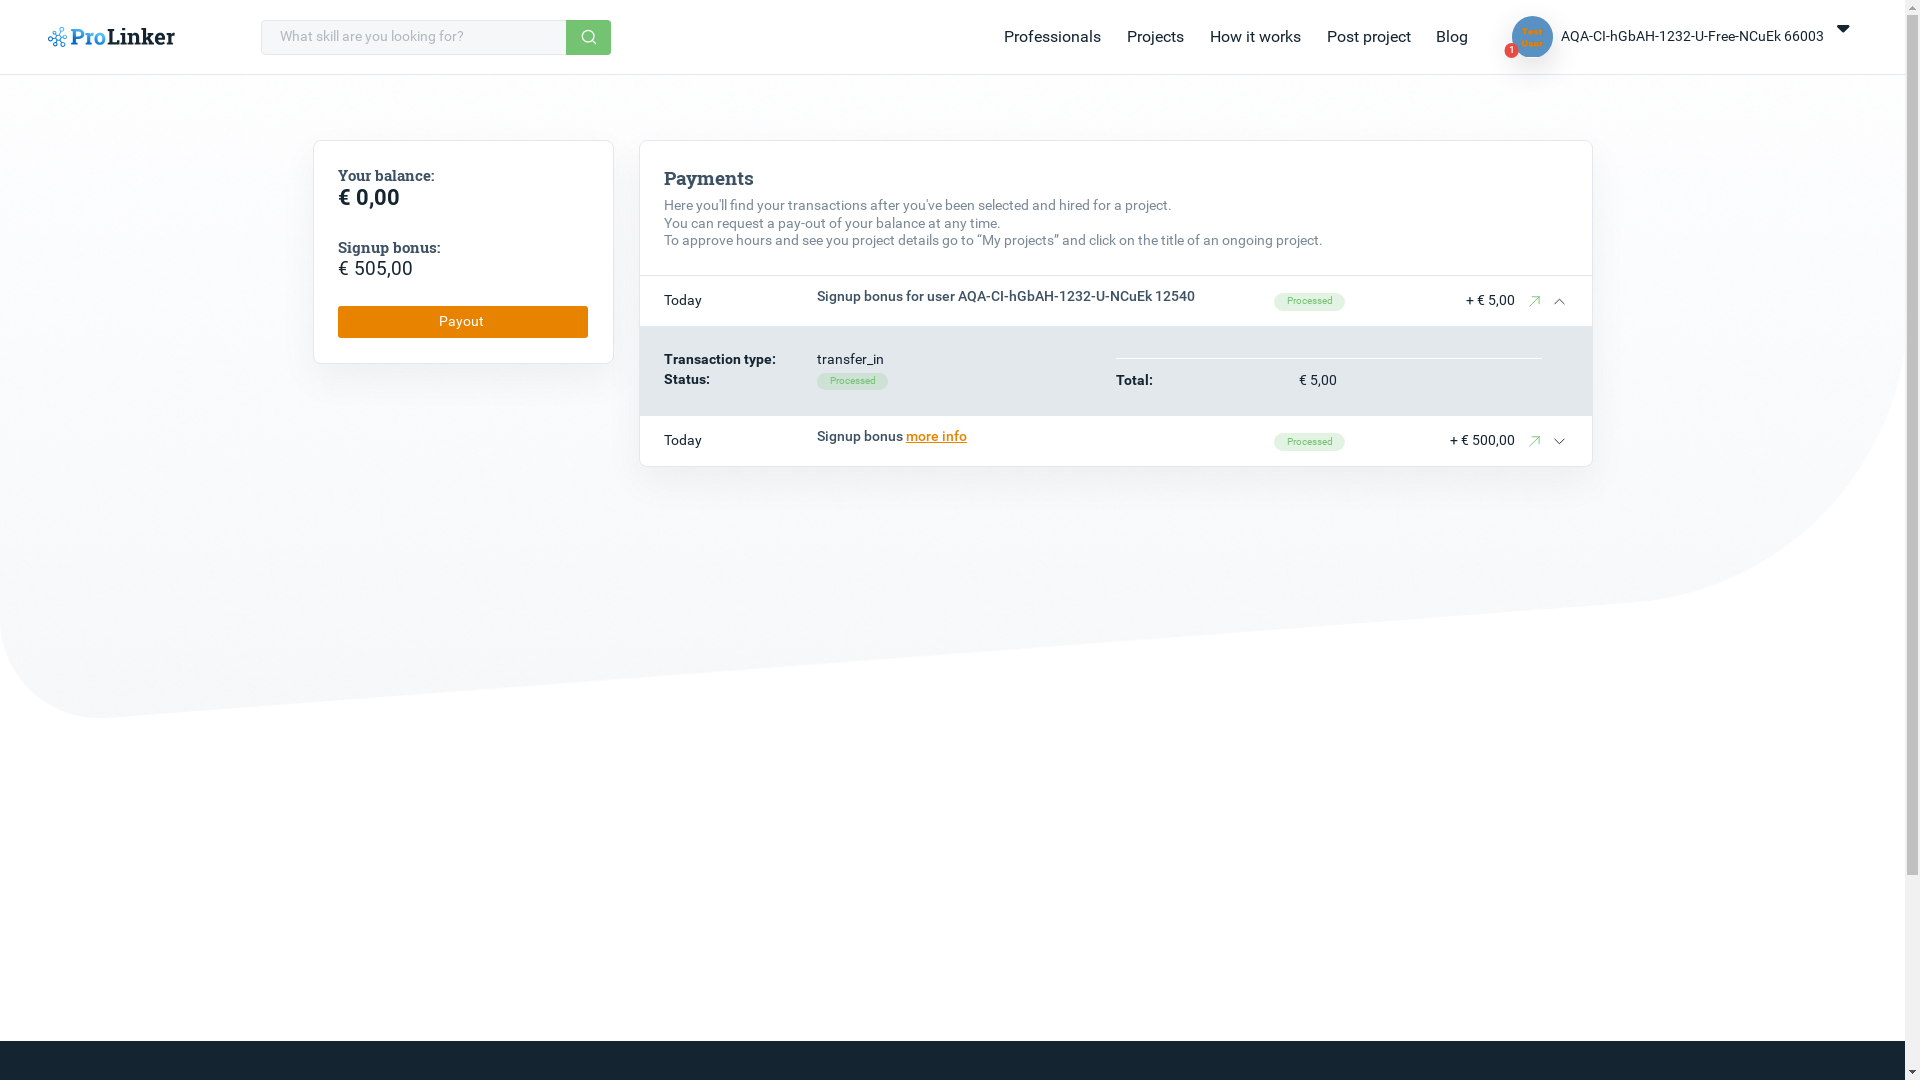 ProLinker
What skill are you looking for?
Professionals
Projects
How it works
Post project
Blog
Test
User
1
AQA-CI-hGbAH-1232-U-Free-NCuEk 66003
Your balance:
€ 0,00
Signup bonus:
€ 505,00
Payout
Payments
Here you'll find your transactions after you've been selected and hired for a project.
You can request a pay-out of your balance at any time.
To approve hours and see you project details go to “My projects” and click on the title of an ongoing project.
Today Signup bonus for user AQA-CI-hGbAH-1232-U-NCuEk 12540 Processed + € 5,00
Transaction type: transfer_in
Status: Processed Total: € 5,00
Today Signup bonus more info Processed + € 500,00